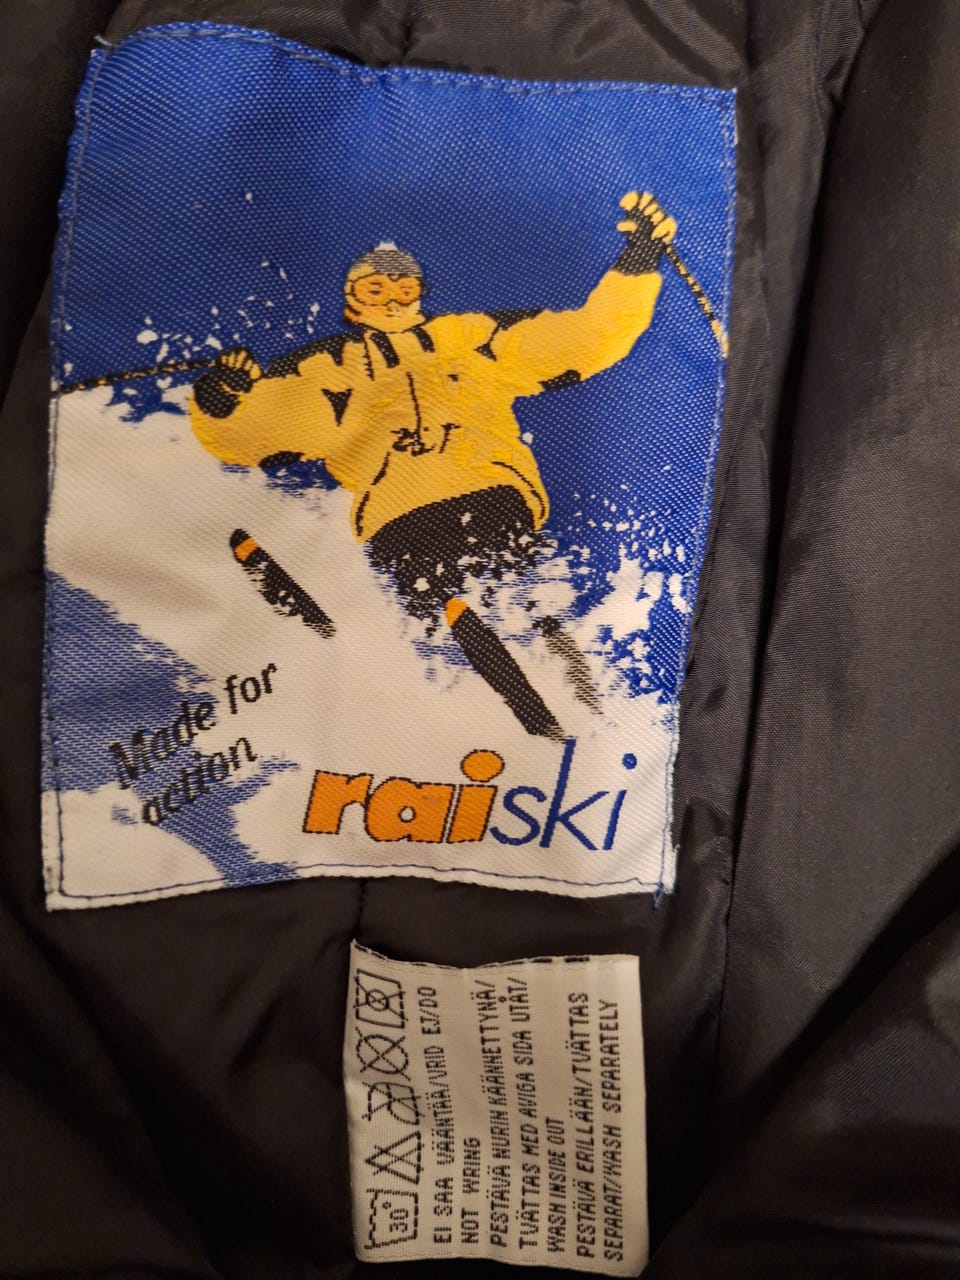 Made for
action
raiski
30°
EI SAA VÄÄNTÄÄ/VRID EJ/DO
NOT WRING
PESTÄVÄ NURIN KÄÄNNETTYNÄ/
TVÄTTAS MED AVIGA SIDA UTÅT/
WASH INSIDE OUT
PESTÄVÄ ERILLÄÄN/TVÄTTAS
SEPARAT/WASH SEPARATELY